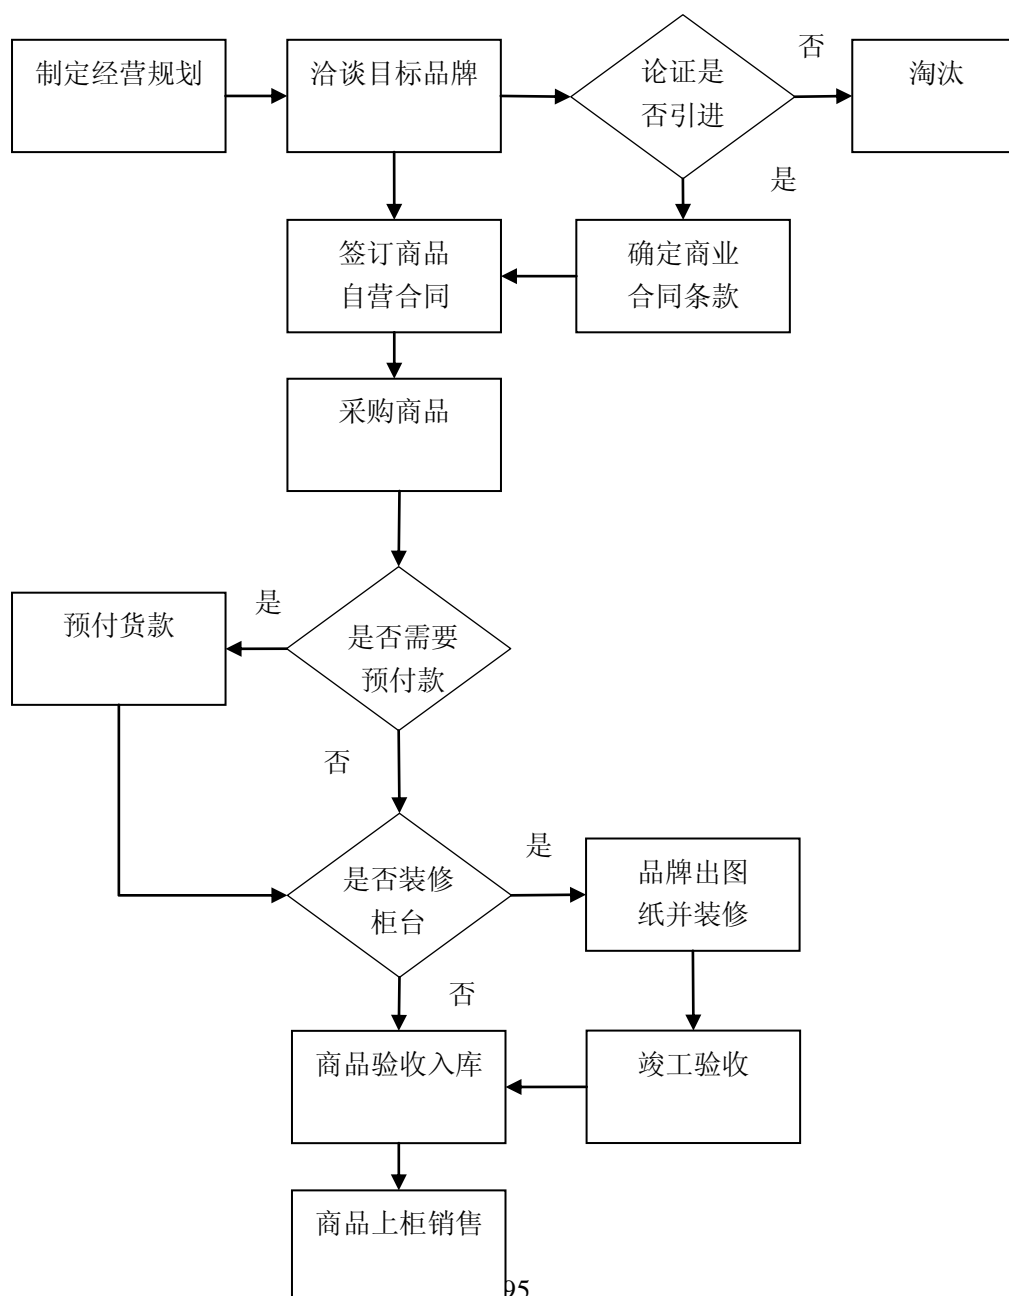 制定经营规划
洽谈目标品牌
论证是
否引进
否
淘汰
是
签订商品
自营合同
确定商业
合同条款
采购商品
预付货款
是
是否需要
预付款
否
是否装修
柜台
是
品牌出图
纸并装修
否
商品验收入库
竣工验收
商品上柜销售
95